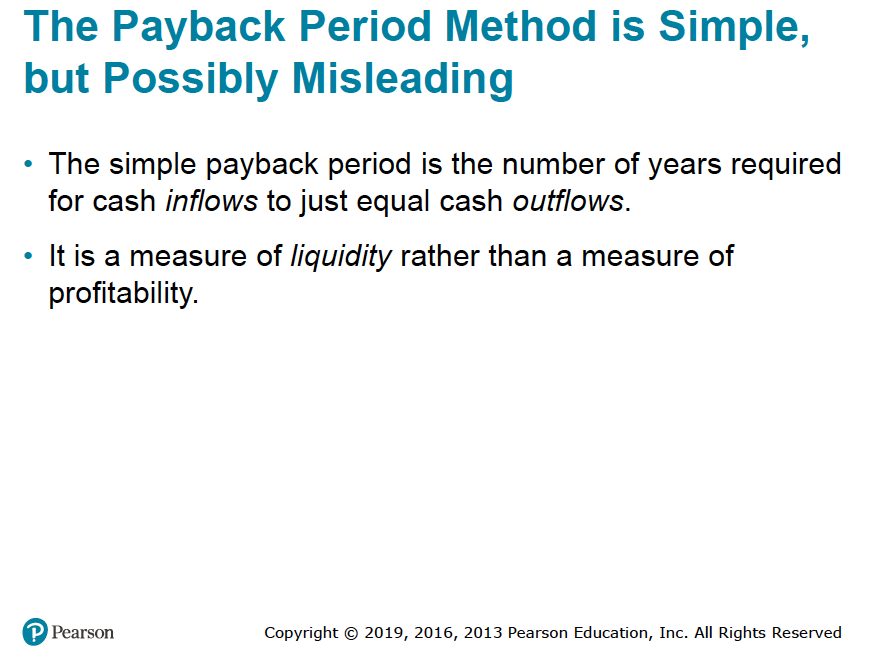 The Payback Period Method is Simple,
but Possibly Misleading
• The simple payback period is the number of years required
for cash inflows to just equal cash outflows.
• It is a measure of liquidity rather than a measure of
profitability.
P Pearson
Copyright © 2019, 2016, 2013 Pearson Education, Inc. All Rights Reserved